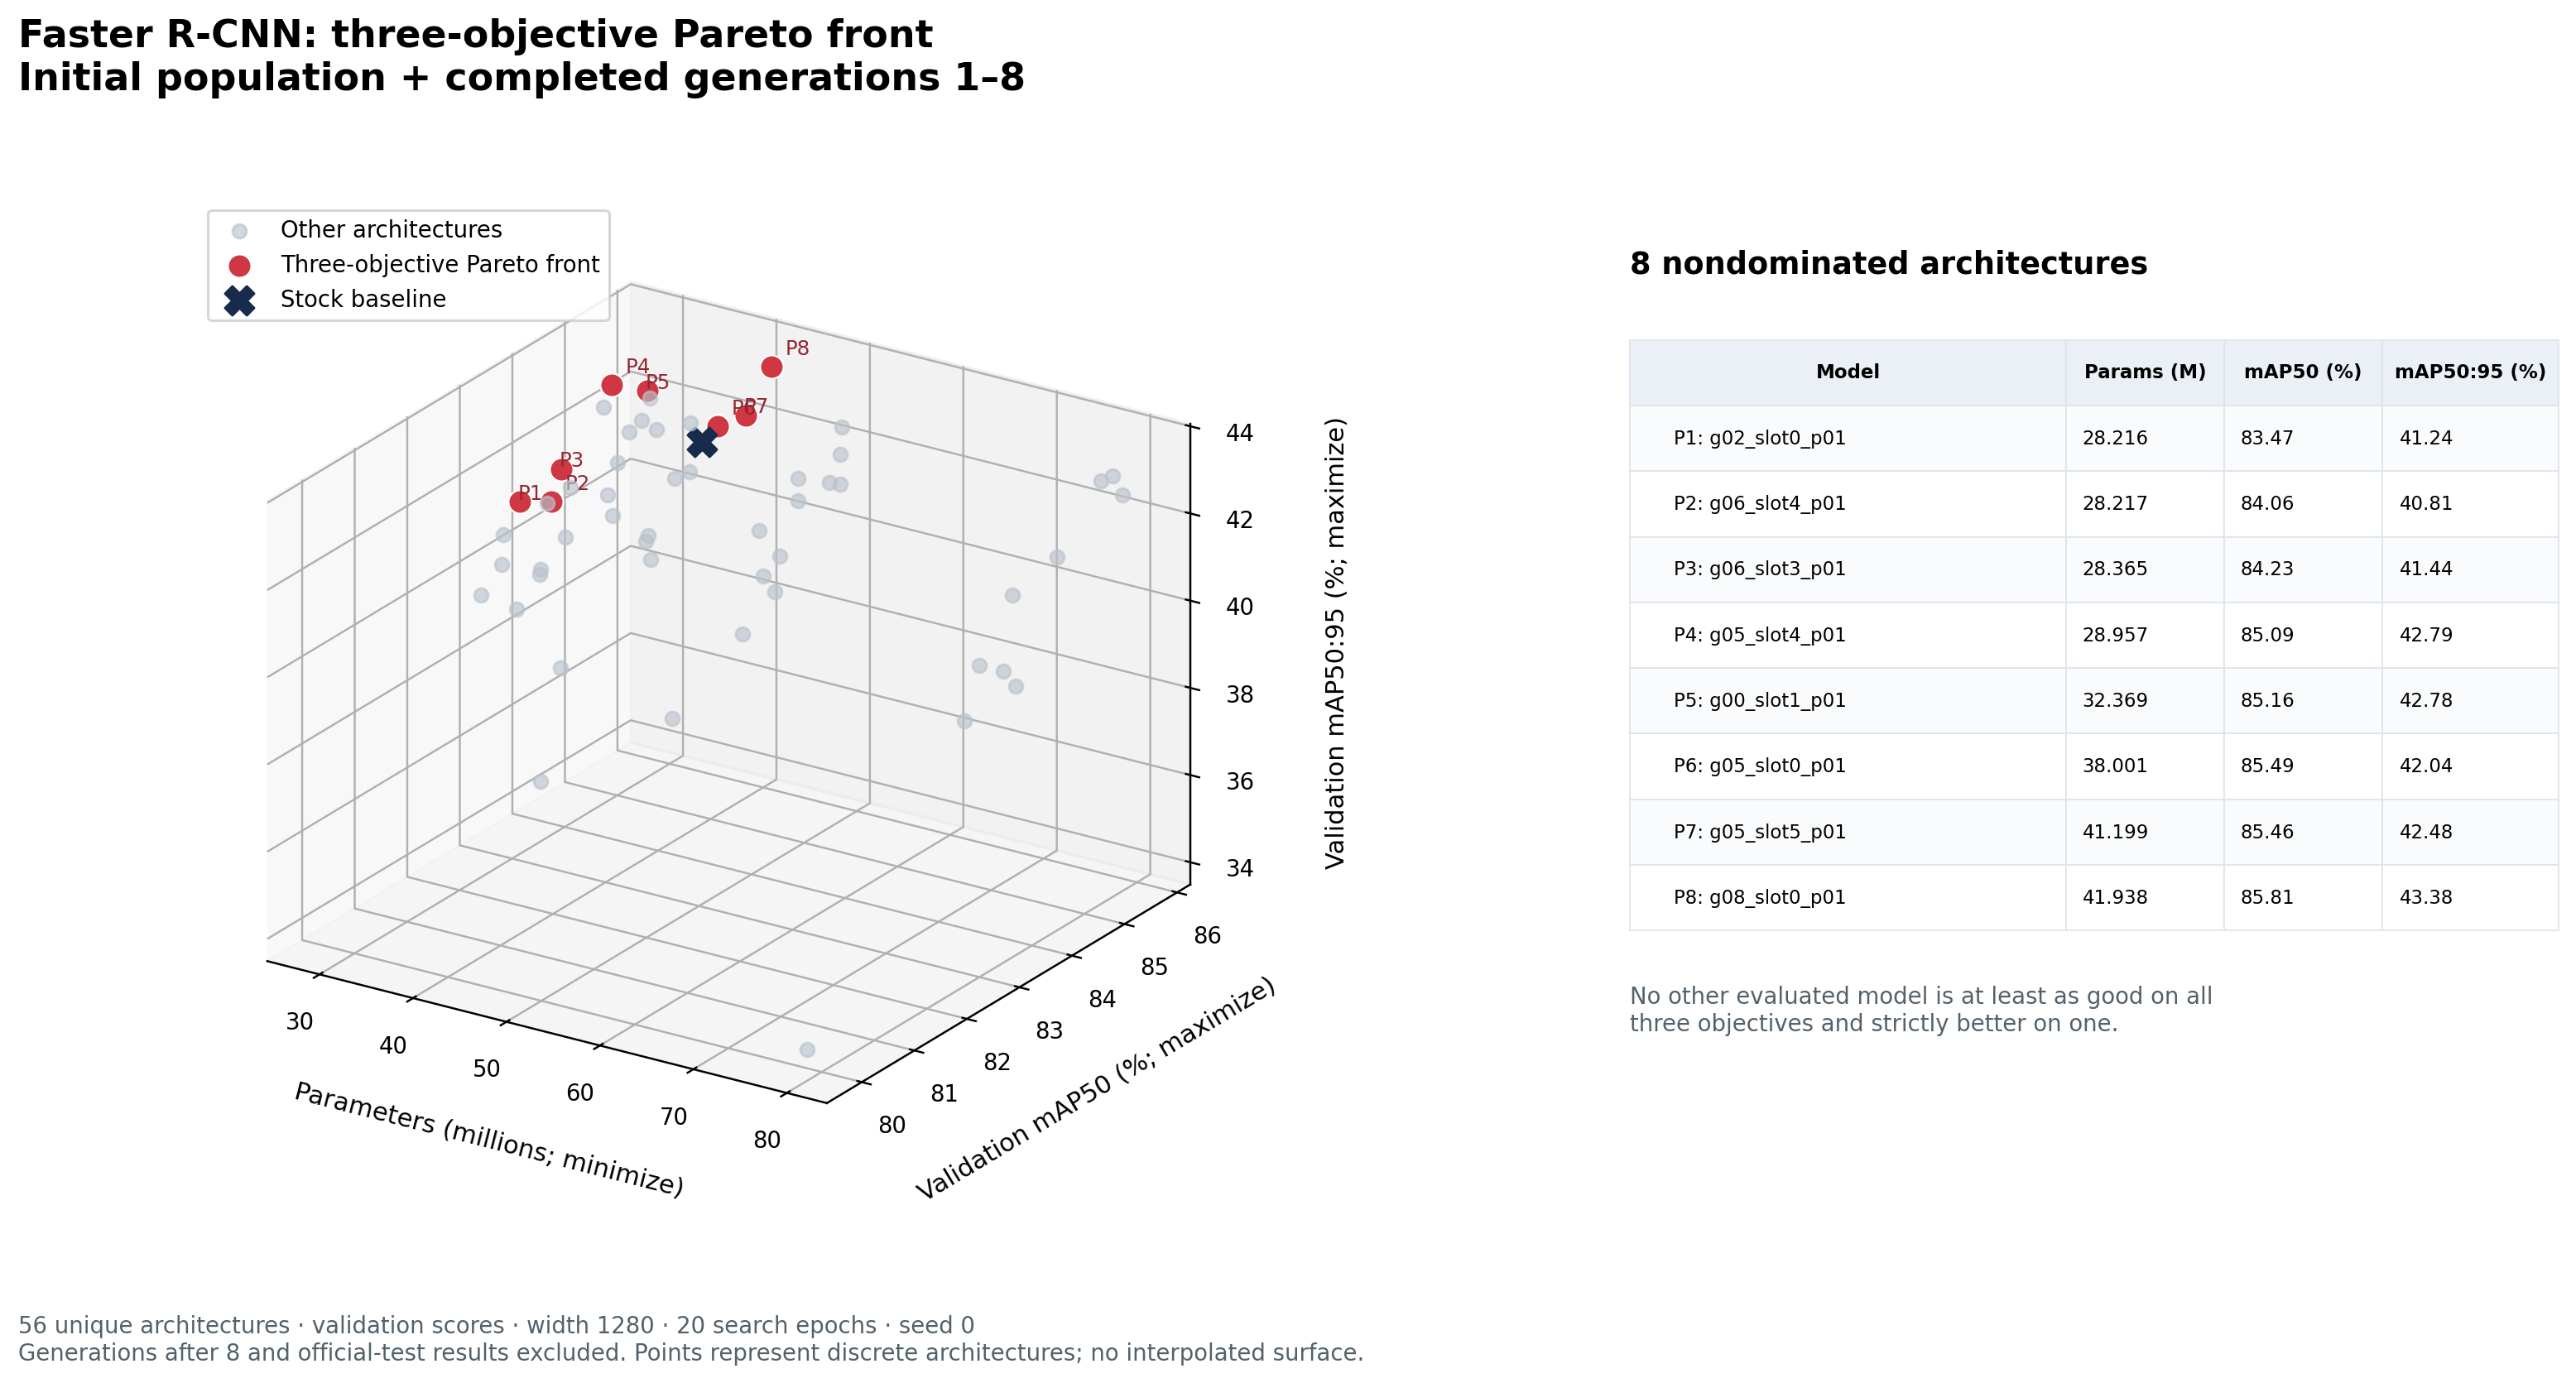 Faster R-CNN: three-objective Pareto front
Initial population + completed generations 1–8
Other architectures
Three-objective Pareto front
Stock baseline
P8
P4
P5
P6
P7
P3
P2
P1
44
42
40
38
36
34
Validation mAP50:95 (%; maximize)
30
40
50
60
70
80
Parameters (millions; minimize)
80
81
82
83
84
85
86
Validation mAP50 (%; maximize)
8 nondominated architectures
Model Params (M) mAP50 (%) mAP50:95 (%)
P1: g02_slot0_p01 28.216 83.47 41.24
P2: g06_slot4_p01 28.217 84.06 40.81
P3: g06_slot3_p01 28.365 84.23 41.44
P4: g05_slot4_p01 28.957 85.09 42.79
P5: g00_slot1_p01 32.369 85.16 42.78
P6: g05_slot0_p01 38.001 85.49 42.04
P7: g05_slot5_p01 41.199 85.46 42.48
P8: g08_slot0_p01 41.938 85.81 43.38
No other evaluated model is at least as good on all
three objectives and strictly better on one.
56 unique architectures · validation scores · width 1280 · 20 search epochs · seed 0
Generations after 8 and official-test results excluded. Points represent discrete architectures; no interpolated surface.